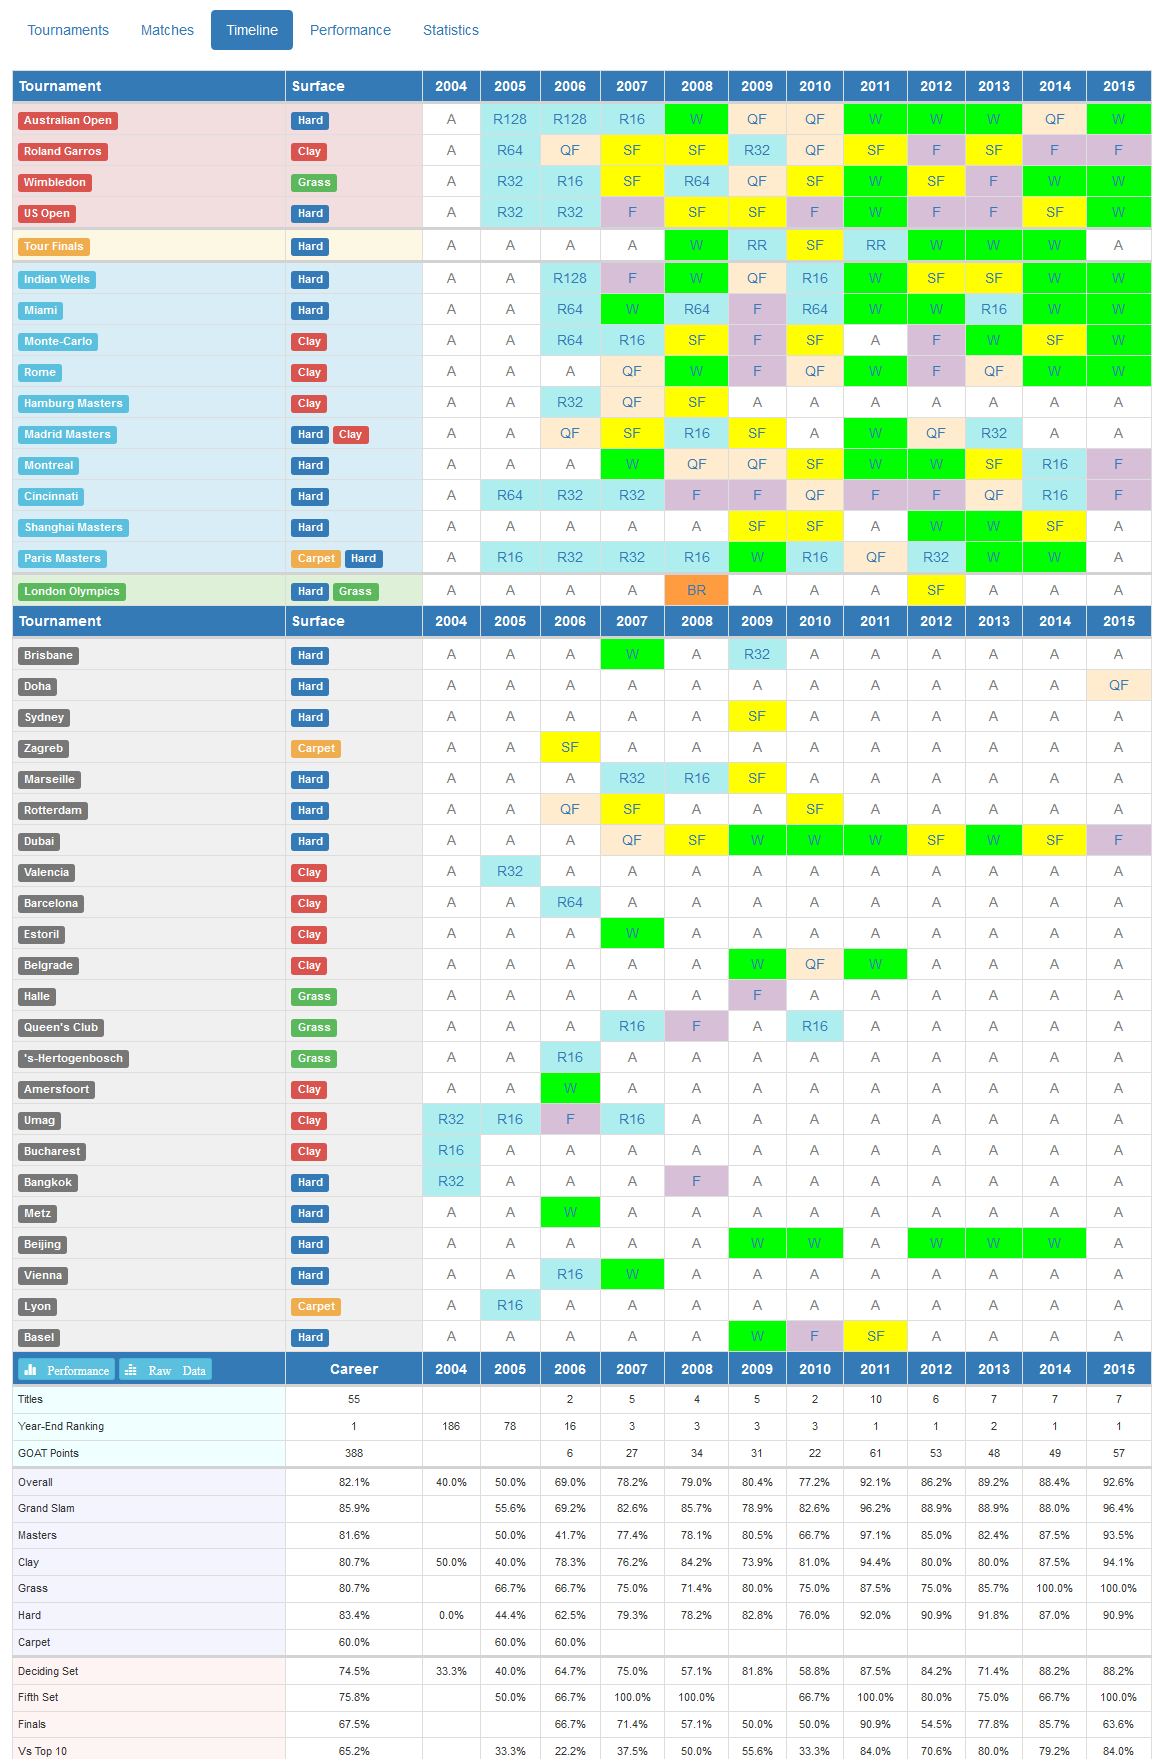 Tournaments Matches Timeline Performance Statistics
Tournament Surface 2004 2005 2006 2007 2008 2009 2010 2011 2012 2013 2014 2015
Australian Open Hard A R128 R128 R16 W QF QF W W W QF W
Roland Garros Clay A R64 QF SF SF R32 QF SF F SF F F
Wimbledon Grass A R32 R16 SF R64 QF SF W SF F W W
US Open Hard A R32 R32 F SF SF F W F F SF W
Tour Finals Hard A A A A W RR SF RR W W W A
Indian Wells Hard A A R128 F W QF R16 W SF SF W W
Miami Hard A A R64 W R64 F R64 W W R16 W W
Monte-Carlo Clay A A R64 R16 SF F SF A F W SF W
Rome Clay A A A QF W F QF W F QF W W
Hamburg Masters Clay A A R32 QF SF A A A A A A A
Madrid Masters Hard Clay A A QF SF R16 SF A W QF R32 A A
Montreal Hard A A A W QF QF SF W W SF R16 F
Cincinnati Hard A R64 R32 R32 F F QF F F QF R16 F
Shanghai Masters Hard A A A A A SF SF A W W SF A
Paris Masters Carpet Hard A R16 R32 R32 R16 W R16 QF R32 W W A
London Olympics Hard Grass A A A A BR A A A SF A A A
Tournament Surface 2004 2005 2006 2007 2008 2009 2010 2011 2012 2013 2014 2015
Brisbane Hard A A A W A R32 A A A A A A
Doha Hard A A A A A A A A A A A QF
Sydney Hard A A A A A SF A A A A A A
Zagreb Carpet A A SF A A A A A A A A A
Marseille Hard A A A R32 R16 SF A A A A A A
Rotterdam Hard A A QF SF A A SF A A A A A
Dubai Hard A A A QF SF W W W SF W SF F
Valencia Clay A R32 A A A A A A A A A A
Barcelona Clay A A R64 A A A A A A A A A
Estoril Clay A A A W A A A A A A A A
Belgrade Clay A A A A A W QF W A A A A
Halle Grass A A A A A F A A A A A A
Queen's Club Grass A A A R16 F A R16 A A A A A
's-Hertogenbosch Grass A A R16 A A A A A A A A A
Amersfoort Clay A A W A A A A A A A A A
Umag Clay R32 R16 F R16 A A A A A A A A
Bucharest Clay R16 A A A A A A A A A A A
Bangkok Hard R32 A A A F A A A A A A A
Metz Hard A A W A A A A A A A A A
Beijing Hard A A A A A W W A W W W A
Vienna Hard A A R16 W A A A A A A A A
Lyon Carpet A R16 A A A A A A A A A A
Basel Hard A A A A A W F SF A A A A
Performance Raw Data Career 2004 2005 2006 2007 2008 2009 2010 2011 2012 2013 2014 2015
Titles 55 2 5 4 5 2 10 6 7 7 7
Year-End Ranking 1 186 78 16 3 3 3 3 1 1 2 1 1
GOAT Points 388 6 27 34 31 22 61 53 48 49 57
Overall 82.1% 40.0% 50.0% 69.0% 78.2% 79.0% 80.4% 77.2% 92.1% 86.2% 89.2% 88.4% 92.6%
Grand Slam 85.9% 55.6% 69.2% 82.6% 85.7% 78.9% 82.6% 96.2% 88.9% 88.9% 88.0% 96.4%
Masters 81.6% 50.0% 41.7% 77.4% 78.1% 80.5% 66.7% 97.1% 85.0% 82.4% 87.5% 93.5%
Clay 80.7% 50.0% 40.0% 78.3% 76.2% 84.2% 73.9% 81.0% 94.4% 80.0% 80.0% 87.5% 94.1%
Grass 80.7% 66.7% 66.7% 75.0% 71.4% 80.0% 75.0% 87.5% 75.0% 85.7% 100.0% 100.0%
Hard 83.4% 0.0% 44.4% 62.5% 79.3% 78.2% 82.8% 76.0% 92.0% 90.9% 91.8% 87.0% 90.9%
Carpet 60.0% 60.0% 60.0%
Deciding Set 74.5% 33.3% 40.0% 64.7% 75.0% 57.1% 81.8% 58.8% 87.5% 84.2% 71.4% 88.2% 88.2%
Fifth Set 75.8% 50.0% 66.7% 100.0% 100.0% 66.7% 100.0% 80.0% 75.0% 66.7% 100.0%
Finals 67.5% 66.7% 71.4% 57.1% 50.0% 50.0% 90.9% 54.5% 77.8% 85.7% 63.6%
Vs Top 10 65.2% 33.3% 22.2% 37.5% 50.0% 55.6% 33.3% 84.0% 70.6% 80.0% 79.2% 84.0%